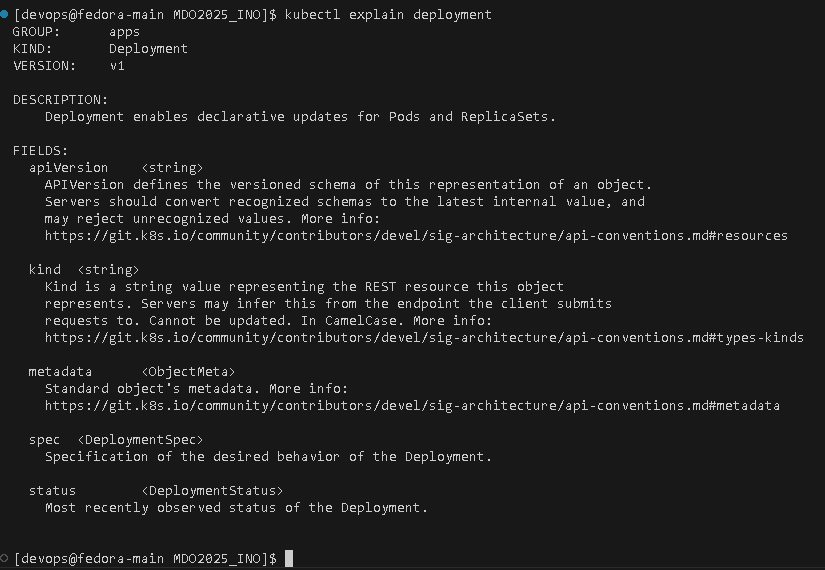 [devops@fedora-main MDO2025_INO]$ kubectl explain deployment
GROUP:      apps
KIND:       Deployment
VERSION:    v1

DESCRIPTION:
    Deployment enables declarative updates for Pods and ReplicaSets.

FIELDS:
  apiVersion    <string>
    APIVersion defines the versioned schema of this representation of an object.
    Servers should convert recognized schemas to the latest internal value, and
    may reject unrecognized values. More info:
    https://git.k8s.io/community/contributors/devel/sig-architecture/api-conventions.md#resources

  kind  <string>
    Kind is a string value representing the REST resource this object
    represents. Servers may infer this from the endpoint the client submits
    requests to. Cannot be updated. In CamelCase. More info:
    https://git.k8s.io/community/contributors/devel/sig-architecture/api-conventions.md#types-kinds

  metadata      <ObjectMeta>
    Standard object's metadata. More info:
    https://git.k8s.io/community/contributors/devel/sig-architecture/api-conventions.md#metadata

  spec  <DeploymentSpec>
    Specification of the desired behavior of the Deployment.

  status        <DeploymentStatus>
    Most recently observed status of the Deployment.

[devops@fedora-main MDO2025_INO]$